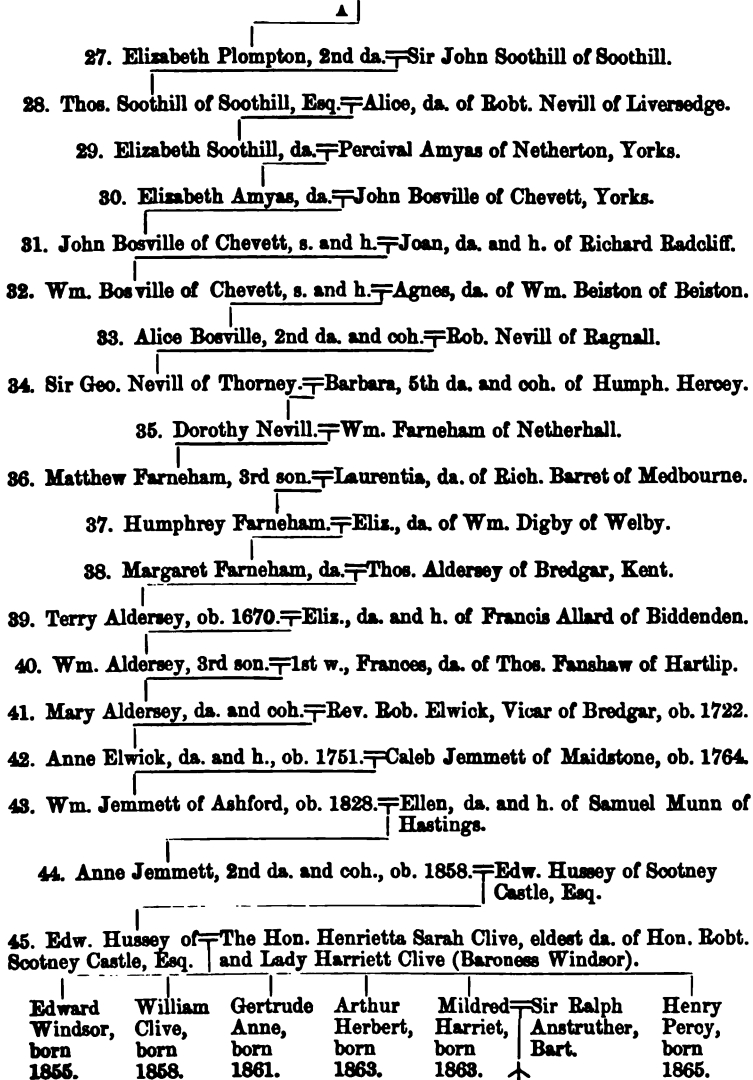 A
27. Elizabeth Plompton, 2nd da.=Sir John Soothill of Soothill.
28. Thos. Soothill of Soothill, Esq.=Alice, da. of Robt. Nevill of Liversedge.
29. Elizabeth Soothill, da.=Percival Amyas of Netherton, Yorks.
30. Elizabeth Amyas, da.=John Bosville of Chevett, Yorks.
31. John Bosville of Chevett, s. and h.=Joan, da. and h. of Richard Radcliff.
32. Wm. Bosville of Chevett, s. and h.=Agnes, da. of Wm. Beiston of Beiston.
33. Alice Bosville, 2nd da. and coh.=Rob. Nevill of Ragnall.
34. Sir Geo. Nevill of Thorney.=Barbara, 5th da. and coh. of Humph. Hercey.
35. Dorothy Nevill.=Wm. Farneham of Netherhall.
36. Matthew Farneham, 3rd son.=Laurentia, da. of Rich. Barret of Medbourne.
37. Humphrey Farneham.=Eliz., da. of Wm. Digby of Welby.
38. Margaret Farneham, da.=Thos. Aldersey of Bredgar, Kent.
39. Terry Aldersey, ob. 1670.=Eliz., da. and h. of Francis Allard of Biddenden.
40. Wm. Aldersey, 3rd son.=1st w., Frances, da. of Thos. Fanshaw of Hartlip.
41. Mary Aldersey, da. and coh.=Rev. Rob. Elwick, Vicar of Bredgar, ob. 1722.
42. Anne Elwick, da. and h., ob. 1751.=Caleb Jemmett of Maidstone, ob. 1764.
43. Wm. Jemmett of Ashford, ob. 1828.=Ellen, da. and h. of Samuel Munn of
Hastings.
44. Anne Jemmett, 2nd da. and coh., ob. 1858.=Edw. Hussey of Scotney
Castle, Esq.
45. Edw. Hussey of=The Hon. Henrietta Sarah Clive, eldest da. of Hon. Robt.
Scotney Castle, Esq. and Lady Harriett Clive (Baroness Windsor).
Edward William Gertrude Arthur Mildred=Sir Ralph Henry
Windsor, Clive, Anne, Herbert, Harriet, Anstruther, Percy,
born born born born born Bart. born
1855. 1858. 1861. 1863. 1863. 1865.